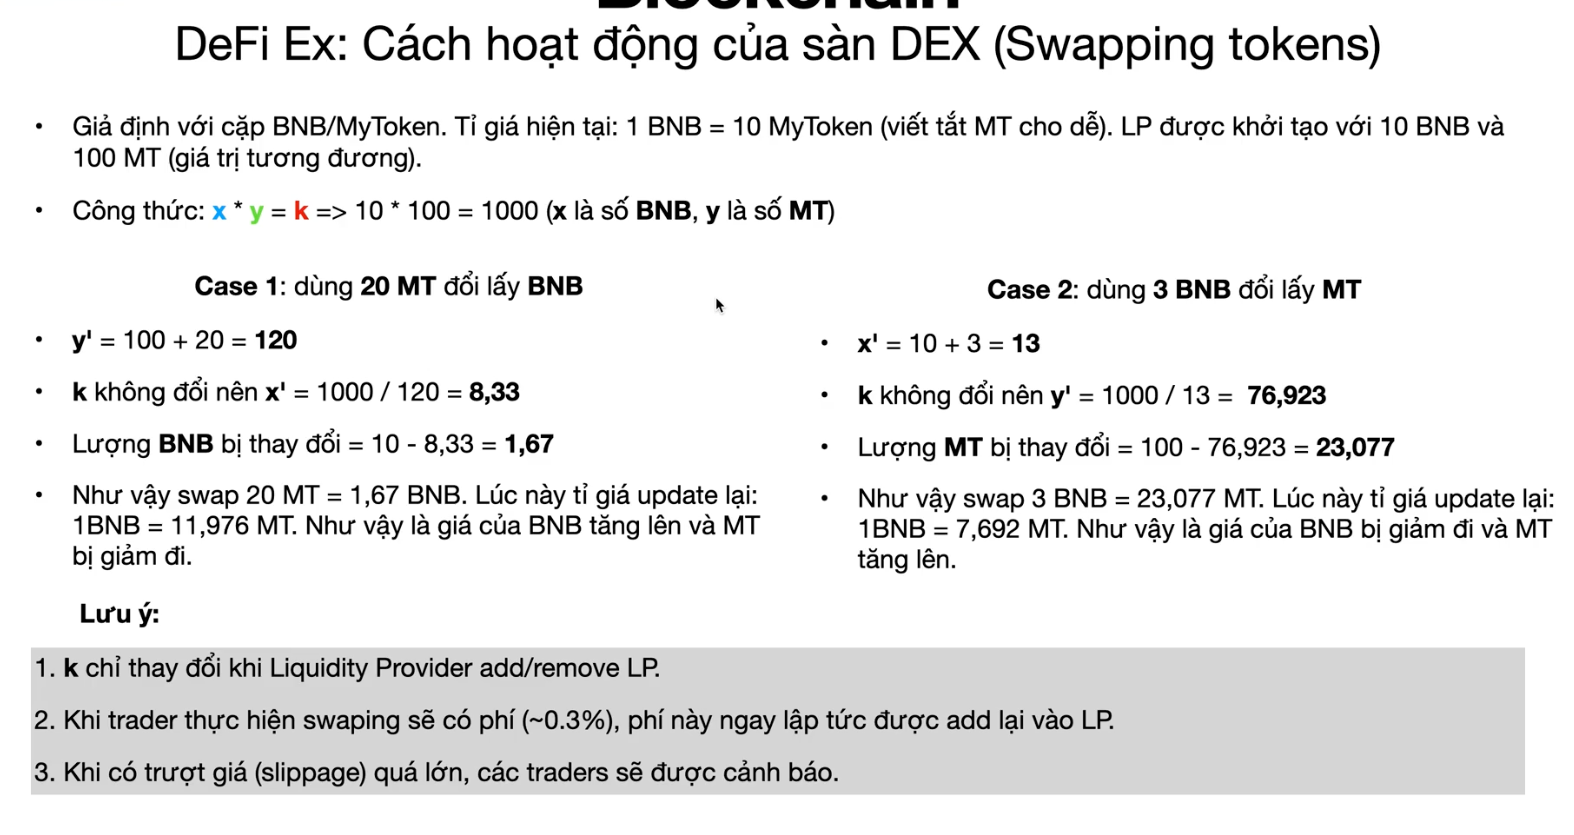 Blockchain
DeFi Ex: Cách hoạt động của sàn DEX (Swapping tokens)
• Giả định với cặp BNB/MyToken. Tỉ giá hiện tại: 1 BNB = 10 MyToken (viết tắt MT cho dễ). LP được khởi tạo với 10 BNB và
100 MT (giá trị tương đương).
• Công thức: x * y = k => 10 * 100 = 1000 (x là số BNB, y là số MT)
Case 1: dùng 20 MT đổi lấy BNB
• y' = 100 + 20 = 120
• k không đổi nên x' = 1000 / 120 = 8,33
• Lượng BNB bị thay đổi = 10 - 8,33 = 1,67
• Như vậy swap 20 MT = 1,67 BNB. Lúc này tỉ giá update lại:
1BNB = 11,976 MT. Như vậy là giá của BNB tăng lên và MT
bị giảm đi.
Case 2: dùng 3 BNB đổi lấy MT
• x' = 10 + 3 = 13
• k không đổi nên y' = 1000 / 13 = 76,923
• Lượng MT bị thay đổi = 100 - 76,923 = 23,077
• Như vậy swap 3 BNB = 23,077 MT. Lúc này tỉ giá update lại:
1BNB = 7,692 MT. Như vậy là giá của BNB bị giảm đi và MT
tăng lên.
Lưu ý:
1. k chỉ thay đổi khi Liquidity Provider add/remove LP.
2. Khi trader thực hiện swaping sẽ có phí (~0.3%), phí này ngay lập tức được add lại vào LP.
3. Khi có trượt giá (slippage) quá lớn, các traders sẽ được cảnh báo.